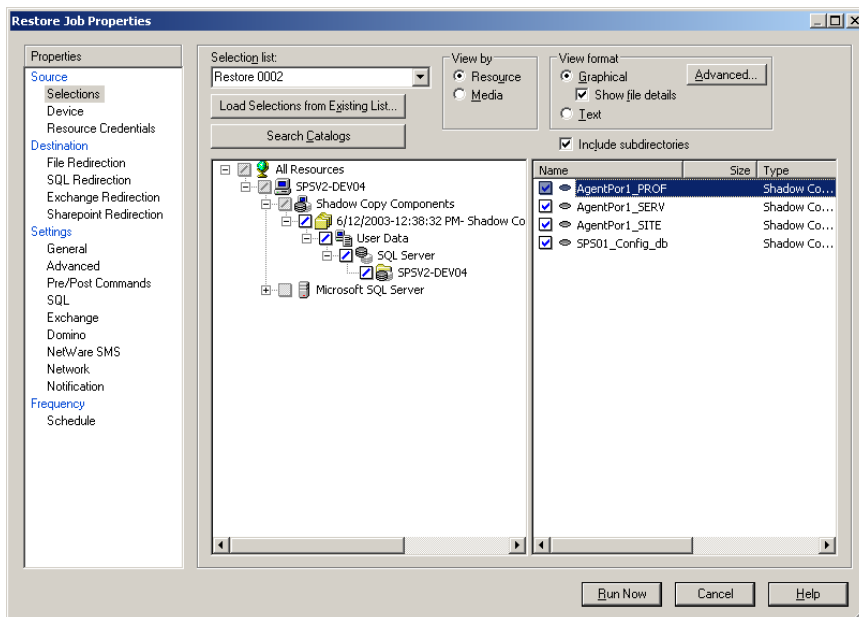 Restore Job Properties
Properties
Source
Selections
Device
Resource Credentials
Destination
File Redirection
SQL Redirection
Exchange Redirection
Sharepoint Redirection
Settings
General
Advanced
Pre/Post Commands
SQL
Exchange
Domino
NetWare SMS
Network
Notification
Frequency
Schedule
Selection list:
Restore 0002
Load Selections from Existing List...
Search Catalogs
View by
Resource
Media
View format
Graphical
Advanced...
Show file details
Text
Include subdirectories
All Resources
SPSV2-DEV04
Shadow Copy Components
6/12/2003-12:38:32 PM- Shadow Co
User Data
SQL Server
SPSV2-DEV04
Microsoft SQL Server
Name Size Type
AgentPor1_PROF Shadow Co...
AgentPor1_SERV Shadow Co...
AgentPor1_SITE Shadow Co...
SPS01_Config_db Shadow Co...
Run Now Cancel Help